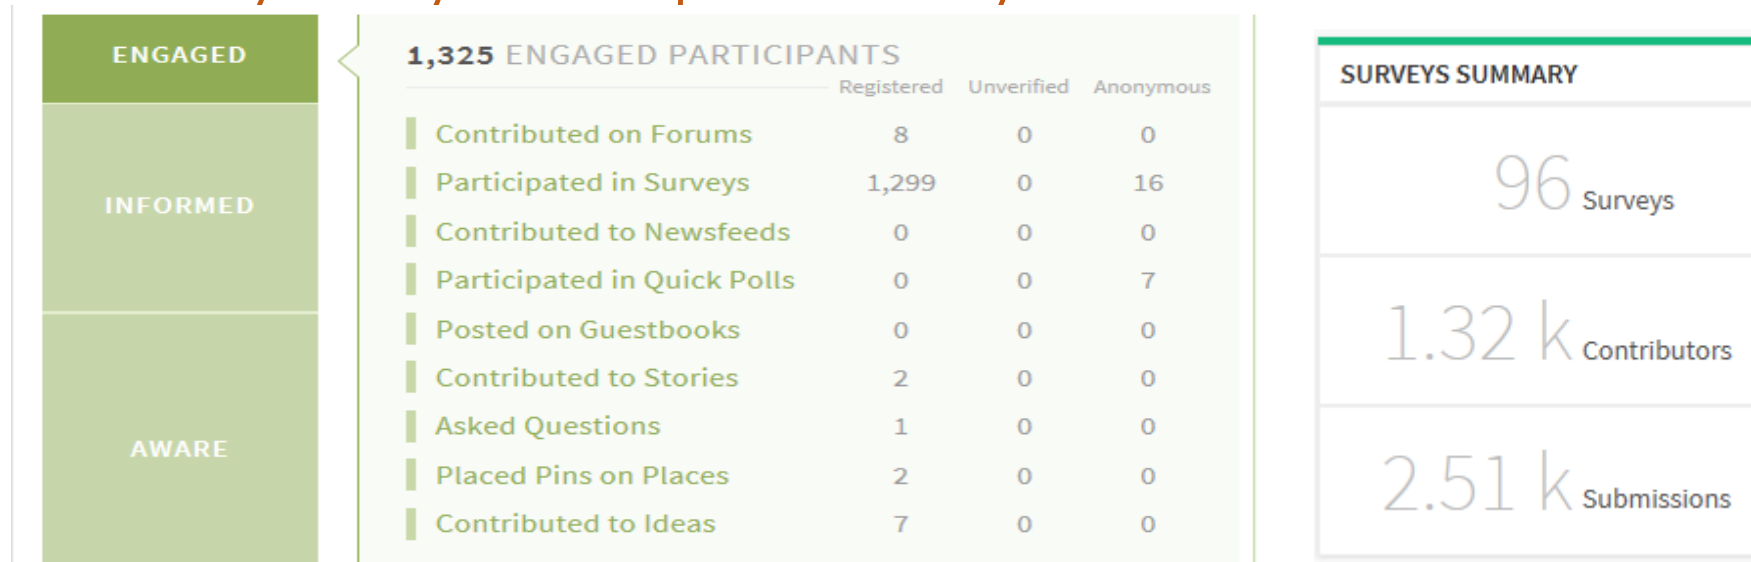 ENGAGED
INFORMED
AWARE
1,325 ENGAGED PARTICIPANTS
Registered Unverified Anonymous
Contributed on Forums 8 0 0
Participated in Surveys 1,299 0 16
Contributed to Newsfeeds 0 0 0
Participated in Quick Polls 0 0 7
Posted on Guestbooks 0 0 0
Contributed to Stories 2 0 0
Asked Questions 1 0 0
Placed Pins on Places 2 0 0
Contributed to Ideas 7 0 0
SURVEYS SUMMARY
96 Surveys
1.32 k Contributors
2.51 k Submissions